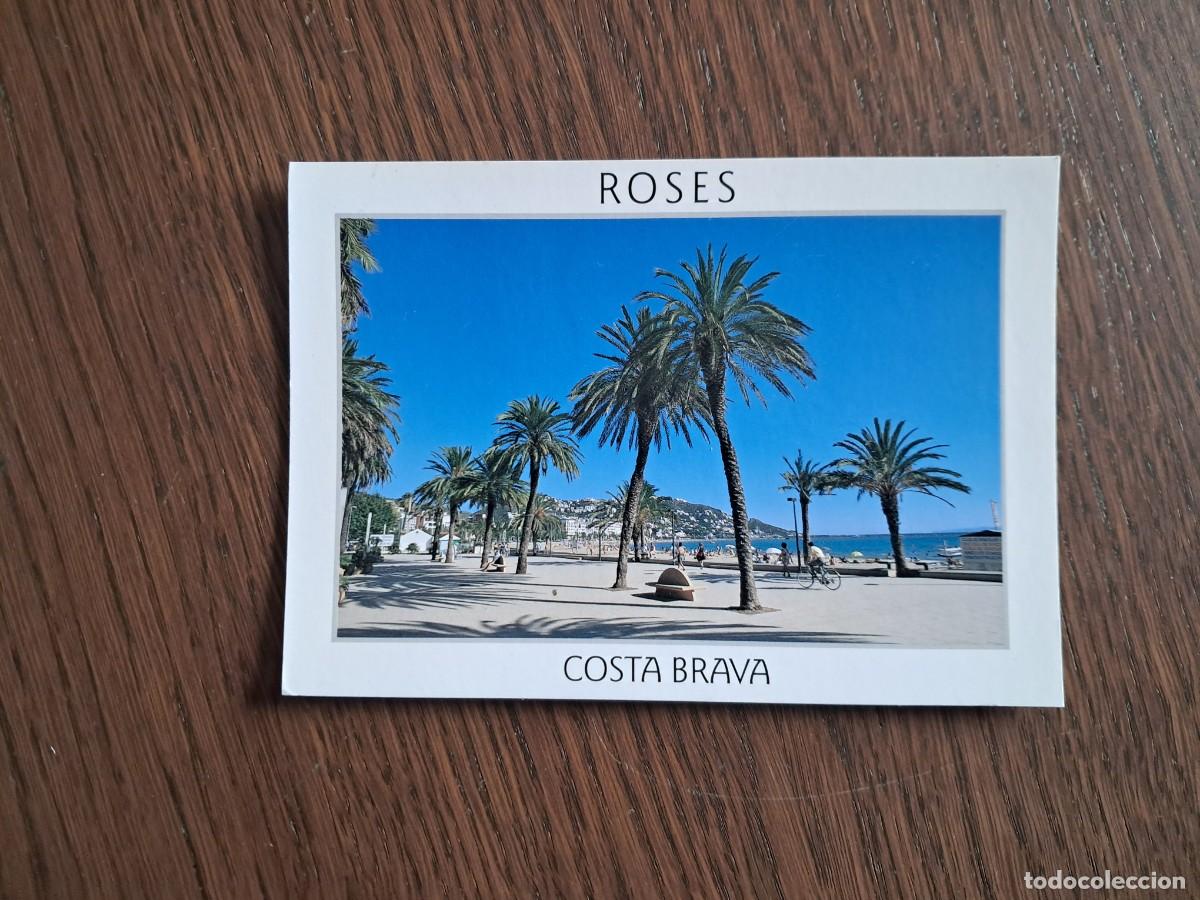 ROSES
COSTA BRAVA
todocoleccion